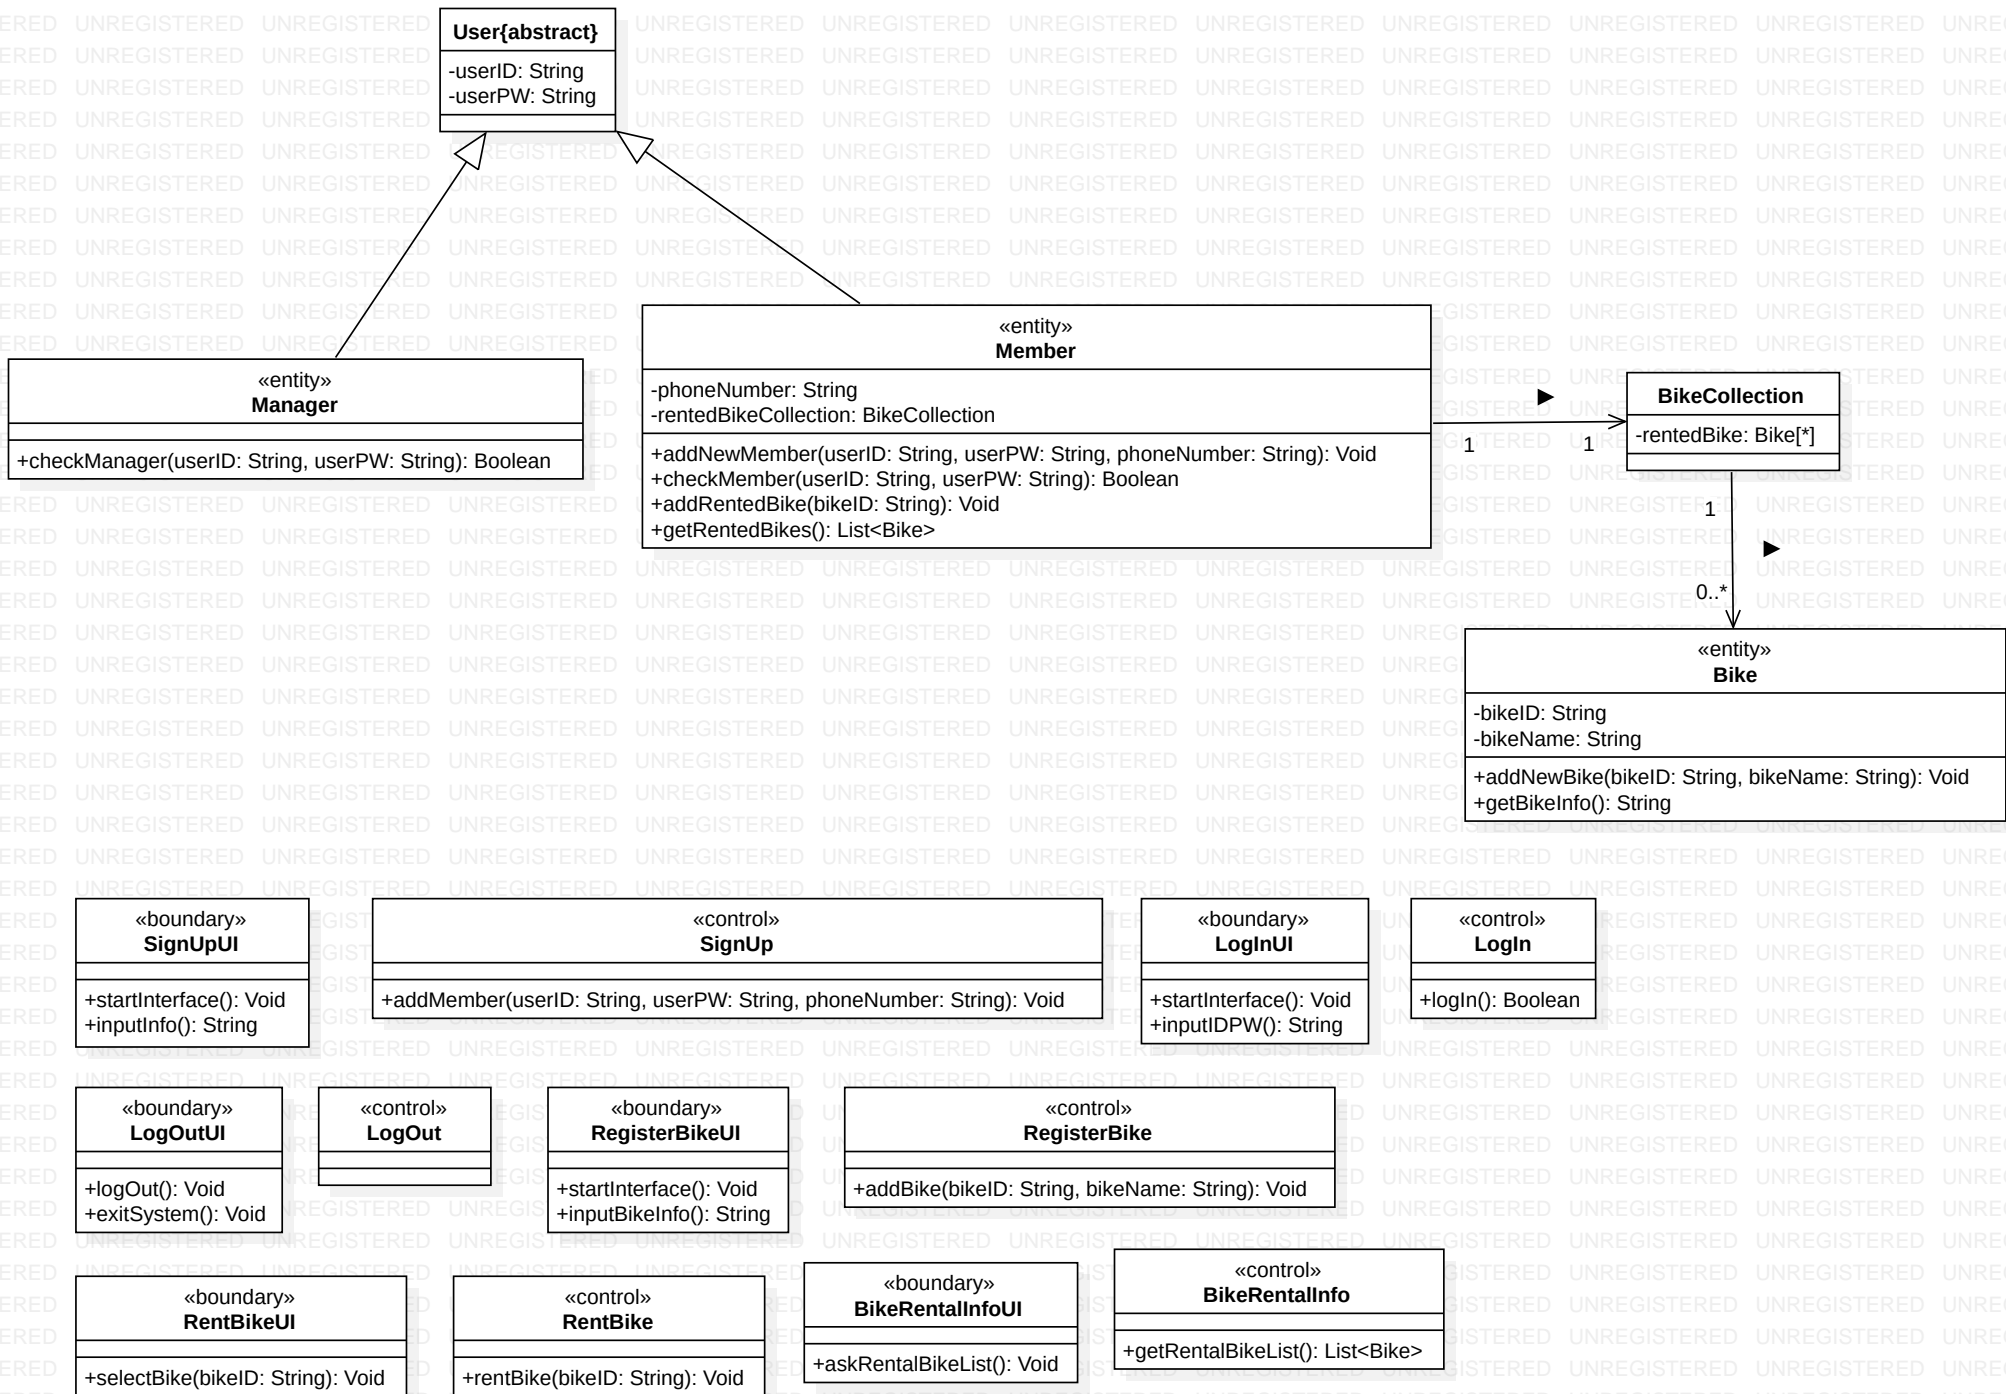 User{abstract}
-userID: String
-userPW: String
«entity»
Manager
+checkManager(userID: String, userPW: String): Boolean
«entity»
Member
-phoneNumber: String
-rentedBikeCollection: BikeCollection
+addNewMember(userID: String, userPW: String, phoneNumber: String): Void
+checkMember(userID: String, userPW: String): Boolean
+addRentedBike(bikeID: String): Void
+getRentedBikes(): List<Bike>
1
1
BikeCollection
-rentedBike: Bike[*]
1
0..*
«entity»
Bike
-bikeID: String
-bikeName: String
+addNewBike(bikeID: String, bikeName: String): Void
+getBikeInfo(): String
«boundary»
SignUpUI
+startInterface(): Void
+inputInfo(): String
«control»
SignUp
+addMember(userID: String, userPW: String, phoneNumber: String): Void
«boundary»
LogInUI
+startInterface(): Void
+inputIDPW(): String
«control»
LogIn
+logIn(): Boolean
«boundary»
LogOutUI
+logOut(): Void
+exitSystem(): Void
«control»
LogOut
«boundary»
RegisterBikeUI
+startInterface(): Void
+inputBikeInfo(): String
«control»
RegisterBike
+addBike(bikeID: String, bikeName: String): Void
«boundary»
RentBikeUI
+selectBike(bikeID: String): Void
«control»
RentBike
+rentBike(bikeID: String): Void
«boundary»
BikeRentalInfoUI
+askRentalBikeList(): Void
«control»
BikeRentalInfo
+getRentalBikeList(): List<Bike>
UNREGISTERED